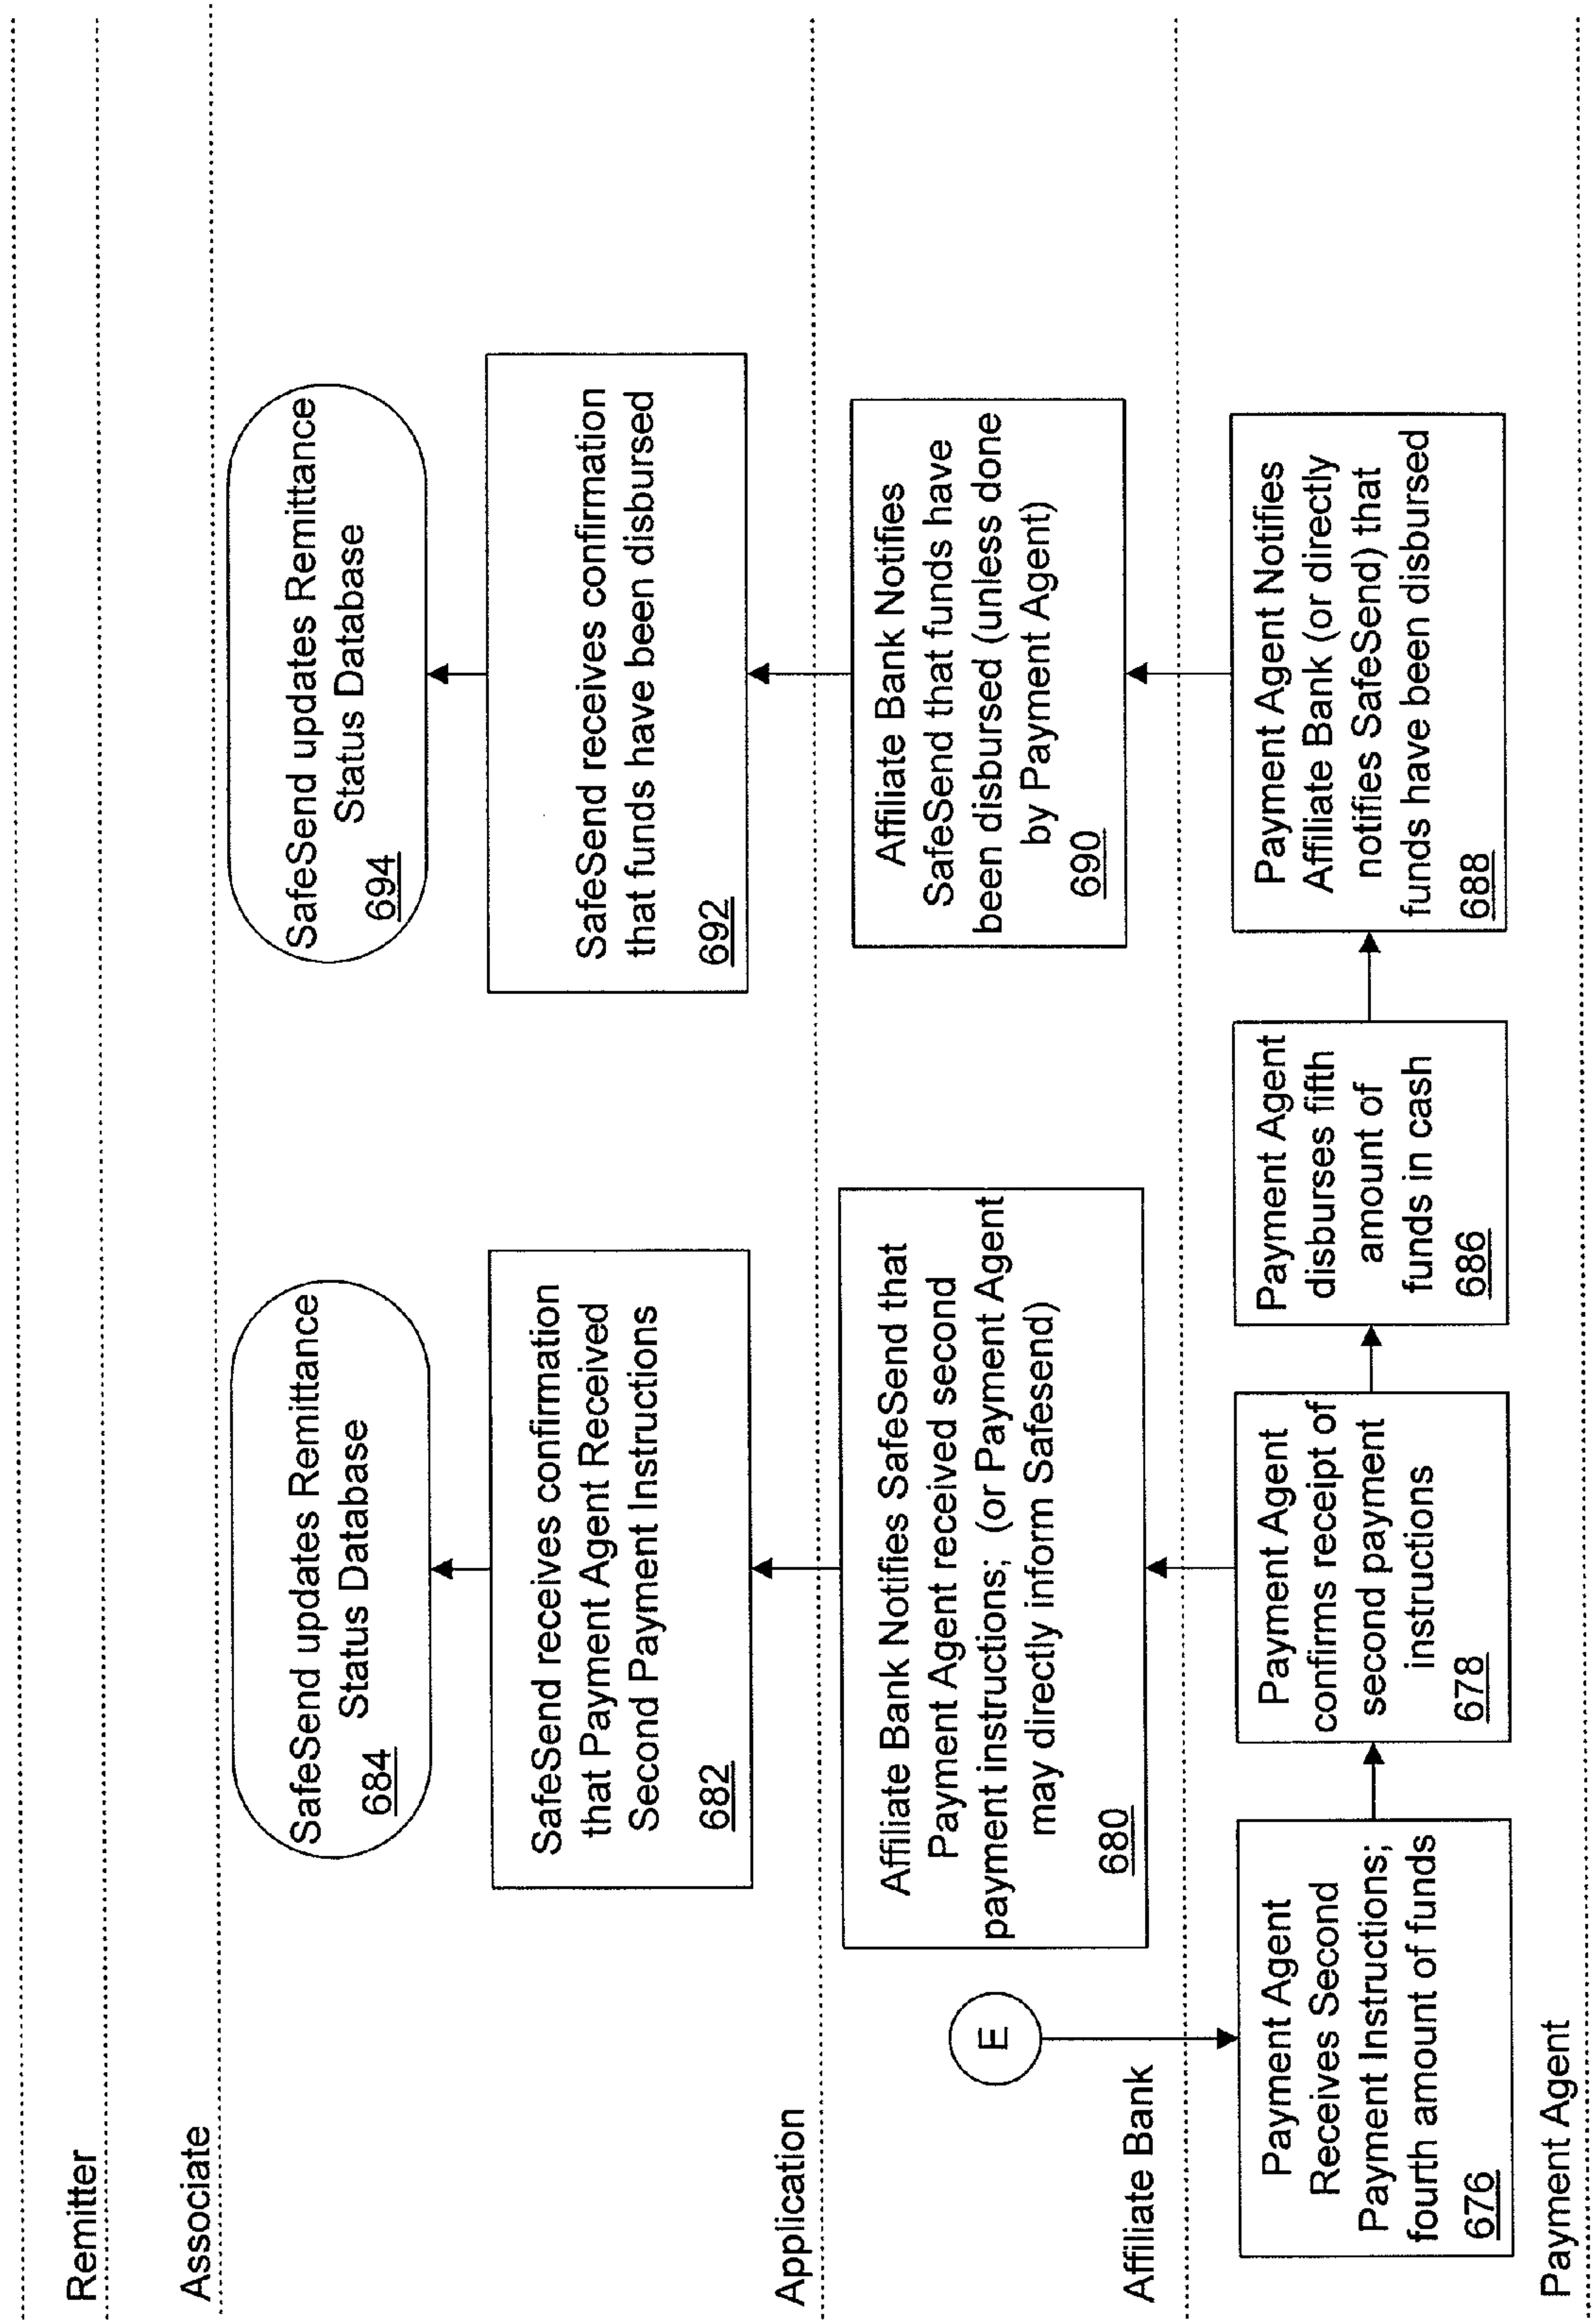 Remitter
Associate
SafeSend updates Remittance
Status Database
684
SafeSend updates Remittance
Status Database
694
SafeSend receives confirmation
that Payment Agent Received
Second Payment Instructions
682
SafeSend receives confirmation
that funds have been disbursed
692
Application
Affiliate Bank Notifies SafeSend that
Payment Agent received second
payment instructions; (or Payment Agent
may directly inform Safesend)
680
Affiliate Bank Notifies
SafeSend that funds have
been disbursed (unless done
by Payment Agent)
690
E
Affiliate Bank
Payment Agent
Receives Second
Payment Instructions;
fourth amount of funds
676
Payment Agent
confirms receipt of
second payment
instructions
678
Payment Agent
disburses fifth
amount of
funds in cash
686
Payment Agent Notifies
Affiliate Bank (or directly
notifies SafeSend) that
funds have been disbursed
688
Payment Agent